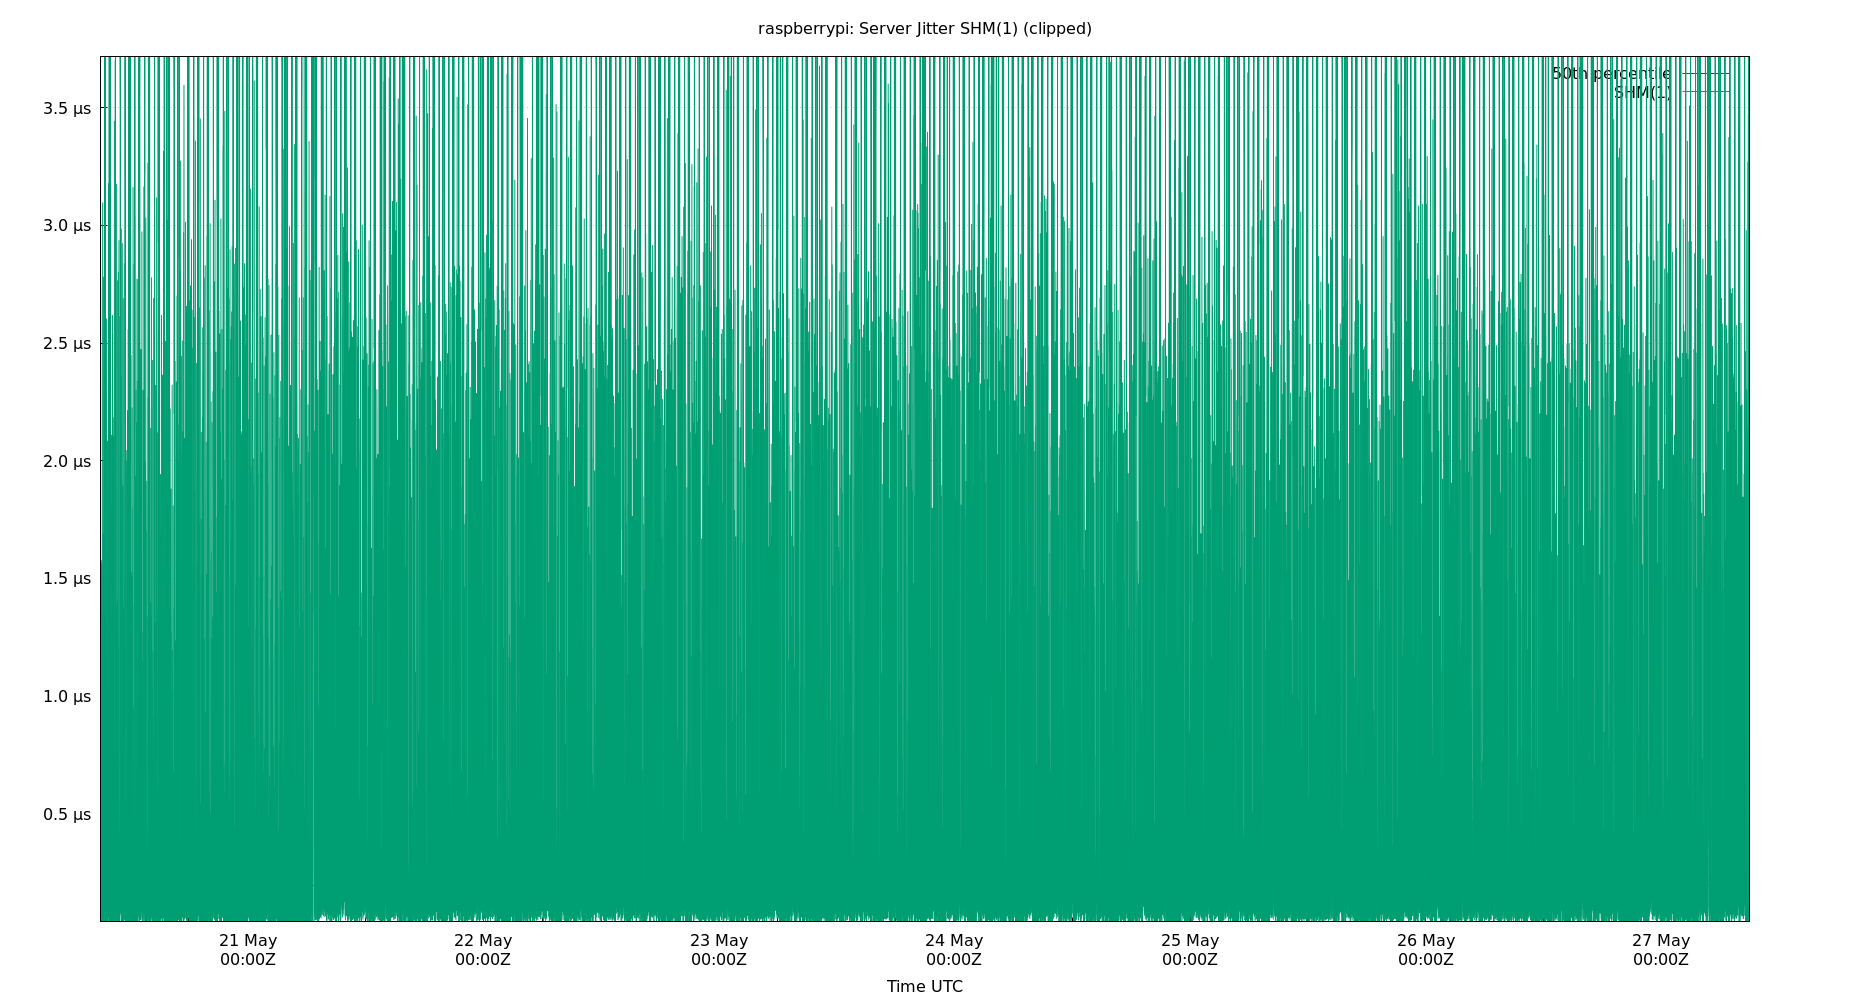 raspberrypi: Server Jitter SHM(1) (clipped)
50th percentile
SHM(1)
3.5 µs
3.0 µs
2.5 µs
2.0 µs
1.5 µs
1.0 µs
0.5 µs
21 May 22 May 23 May 24 May 25 May 26 May 27 May
00:00Z 00:00Z 00:00Z 00:00Z 00:00Z 00:00Z 00:00Z
Time UTC